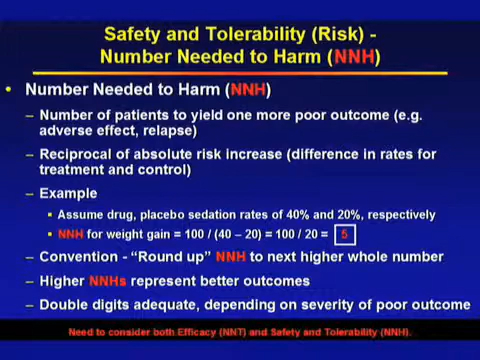 Safety and Tolerability (Risk) -
Number Needed to Harm (NNH)
• Number of Needed to Harm (NNH)
– Number of patients to yield one more poor outcome (e.g.
adverse effect, relapse)
– Reciprocal of absolute risk increase (difference in rates for
treatment and control)
– Example
▪ Assume drug, placebo sedation rates of 40% and 20%, respectively
▪ NNH for weight gain = 100 / (40 – 20) = 100 / 20 = 5
– Convention - “Round up” NNH to next higher whole number
– Higher NNHs represent better outcomes
– Double digits adequate, depending on severity of poor outcome
Need to consider both Efficacy (NNT) and Safety and Tolerability (NNH).